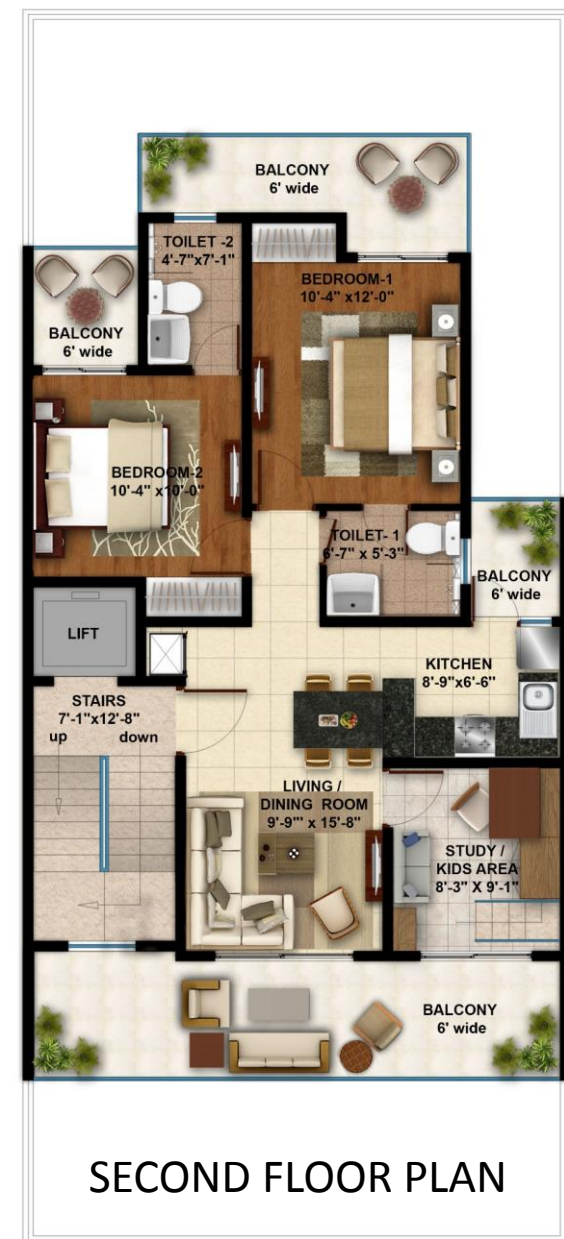 BALCONY
6' wide
TOILET -2
4'-7"x7'-1"
BEDROOM-1
10'-4" x12'-0"
BALCONY
6' wide
BEDROOM-2
10'-4" x10'-0"
TOILET- 1
6'-7" x 5'-3"
BALCONY
6' wide
LIFT
KITCHEN
8'-9"x6'-6"
STAIRS
7'-1"x12'-8"
up down
LIVING /
DINING ROOM
9'-9"' x 15'-8"
STUDY /
KIDS AREA
8'-3" X 9'-1"
BALCONY
6' wide
SECOND FLOOR PLAN